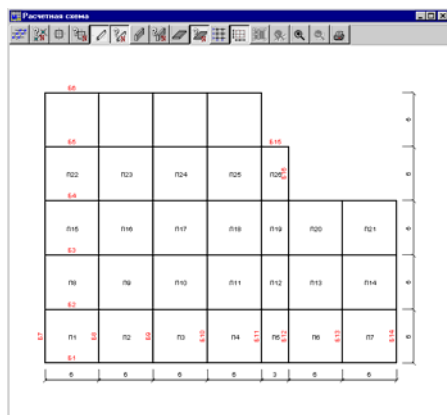 Расчетная схема
Б6
Б5 Б15
П22 П23 П24 П25 П26 Б16
Б4
П15 П16 П17 П18 П19 П20 П21
Б3
П8 П9 П10 П11 П12 П13 П14
Б2
Б7 П1 Б8 П2 Б9 П3 Б10 П4 Б11 П5 Б12 П6 Б13 П7 Б14
Б1
6 6 6 6 3 6 6
6
6
6
6
6